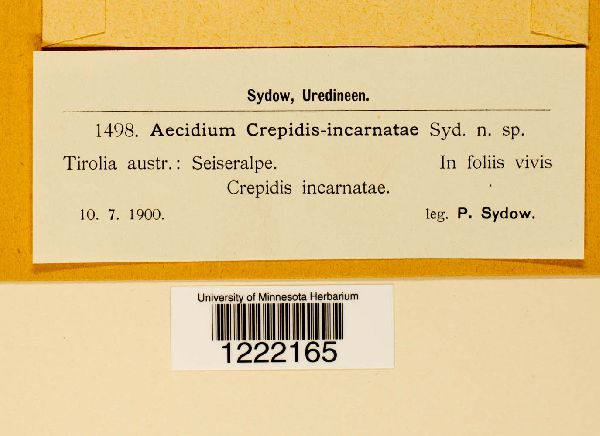 Sydow, Uredineen.
1498. Aecidium Crepidis-incarnatae Syd. n. sp.
Tirolia austr.: Seiseralpe. In foliis vivis
Crepidis incarnatae.
10. 7. 1900. leg. P. Sydow.
University of Minnesota Herbarium
1222165